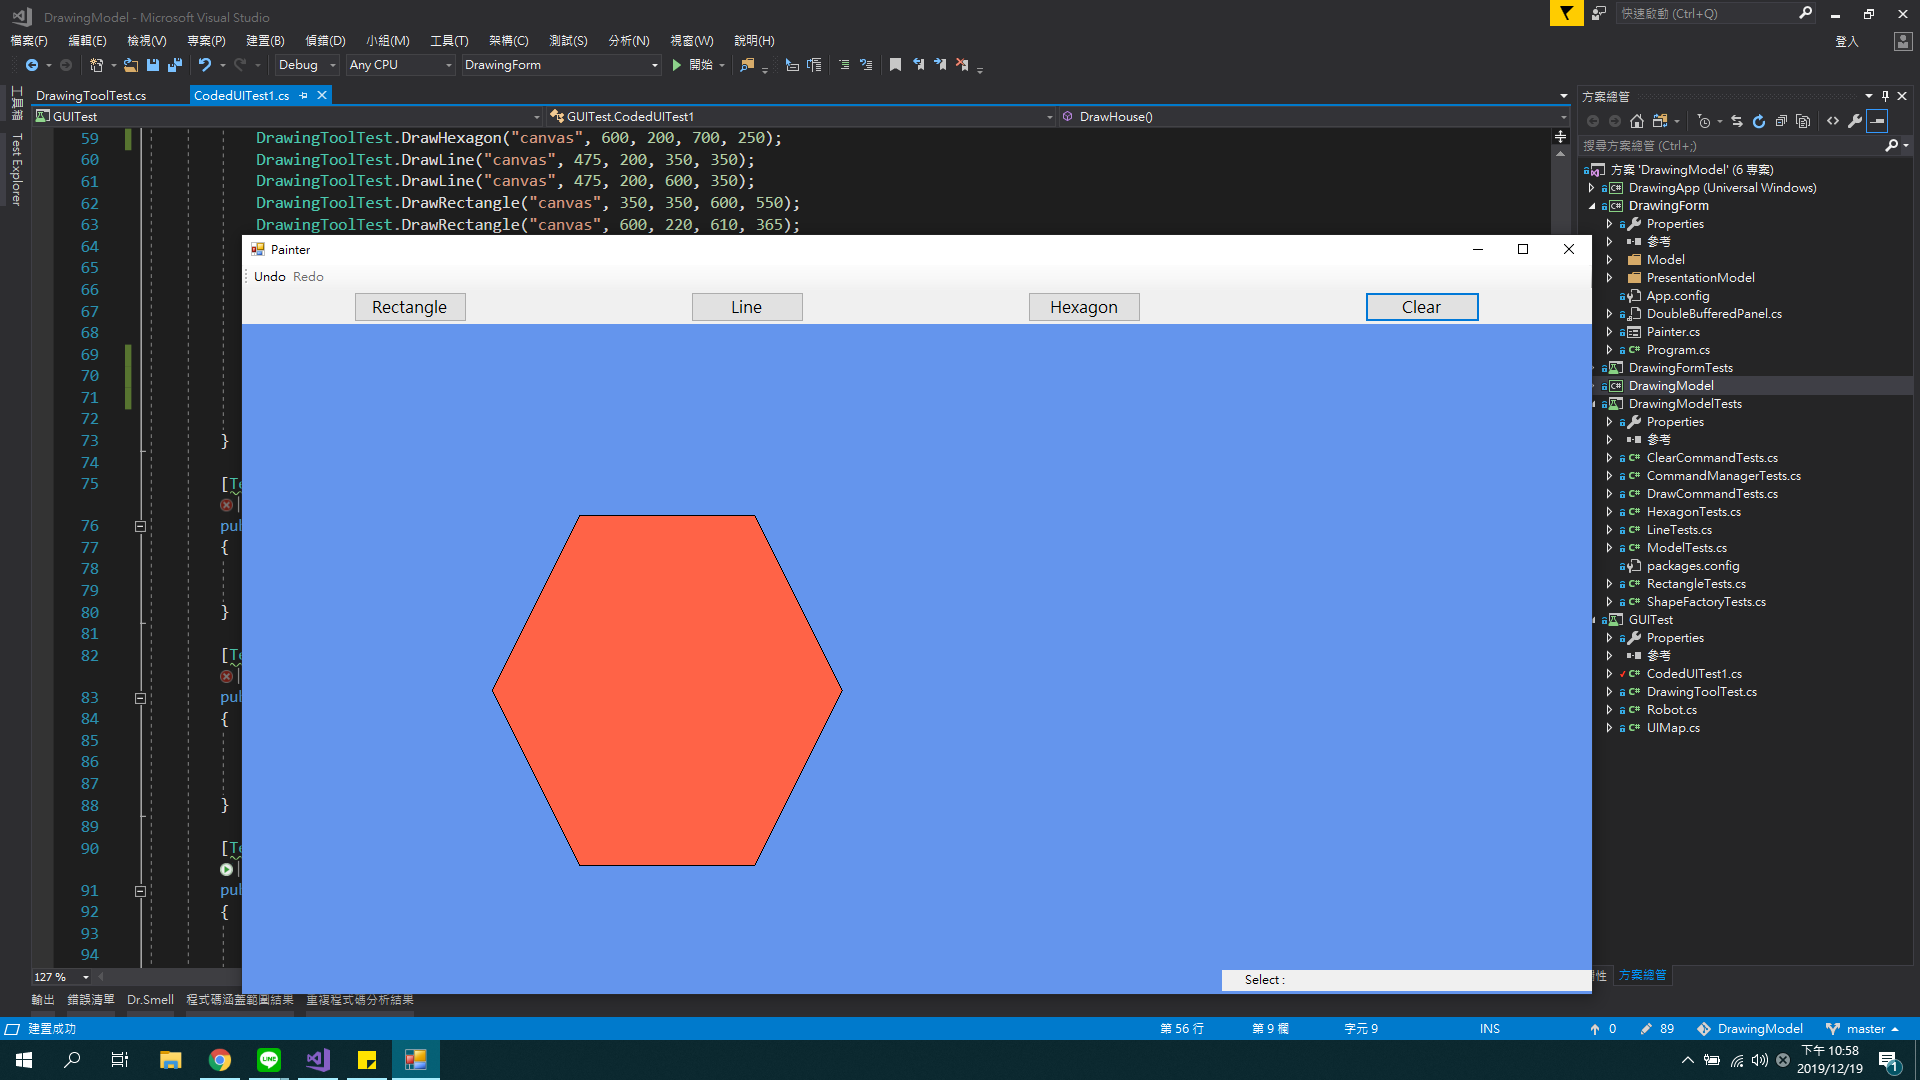 DrawingModel - Microsoft Visual Studio
快速啟動 (Ctrl+Q)
檔案(F) 編輯(E) 檢視(V) 專案(P) 建置(B) 偵錯(D) 小組(M) 工具(T) 架構(C) 測試(S) 分析(N) 視窗(W) 說明(H)
登入
Debug Any CPU DrawingForm 開始
工具箱
Test Explorer
DrawingToolTest.cs CodedUITest1.cs
GUITest GUITest.CodedUITest1 DrawHouse()
59 DrawingToolTest.DrawHexagon("canvas", 600, 200, 700, 250);
60 DrawingToolTest.DrawLine("canvas", 475, 200, 350, 350);
61 DrawingToolTest.DrawLine("canvas", 475, 200, 600, 350);
62 DrawingToolTest.DrawRectangle("canvas", 350, 350, 600, 550);
63 DrawingToolTest.DrawRectangle("canvas", 600, 220, 610, 365);
64
65
66
67
68
69
70
71
72
73 }
74
75 [Te
76 pub
77 {
78
79
80 }
81
82 [Te
83 pub
84 {
85
86
87
88 }
89
90 [Te
91 pub
92 {
93
94
127 %
Painter
Undo Redo
Rectangle Line Hexagon Clear
Select :
方案總管
搜尋方案總管 (Ctrl+;)
方案 'DrawingModel' (6 專案)
DrawingApp (Universal Windows)
DrawingForm
Properties
參考
Model
PresentationModel
App.config
DoubleBufferedPanel.cs
Painter.cs
Program.cs
DrawingFormTests
DrawingModel
DrawingModelTests
Properties
參考
ClearCommandTests.cs
CommandManagerTests.cs
DrawCommandTests.cs
HexagonTests.cs
LineTests.cs
ModelTests.cs
packages.config
RectangleTests.cs
ShapeFactoryTests.cs
GUITest
Properties
參考
CodedUITest1.cs
DrawingToolTest.cs
Robot.cs
UIMap.cs
性 方案總管
輸出 錯誤清單 Dr.Smell 程式碼涵蓋範圍結果 重複程式碼分析結果
建置成功 第 56 行 第 9 欄 字元 9 INS 0 89 DrawingModel master
下午 10:58
2019/12/19
1